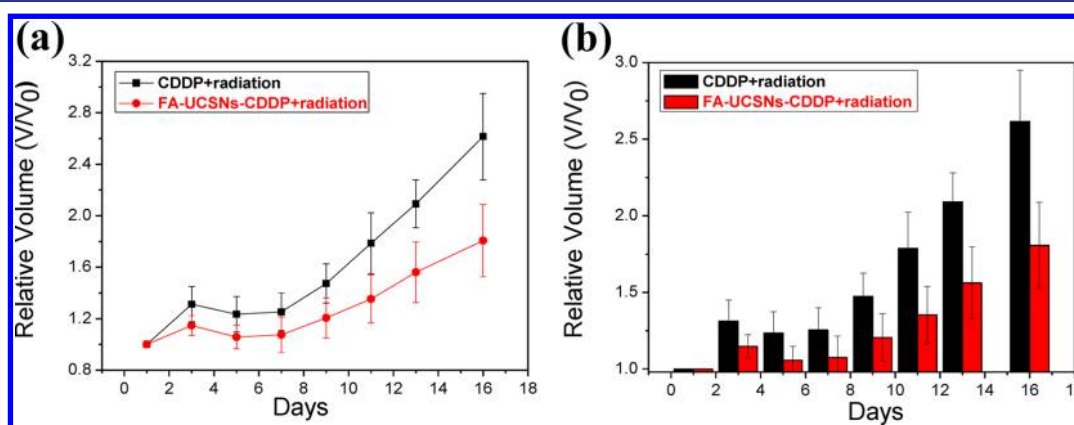 (a)
3.2
2.8
2.4
2.0
1.6
1.2
0.8
Relative Volume (V/V0)
CDDP+radiation
FA-UCSNs-CDDP+radiation
0 2 4 6 8 10 12 14 16 18
Days
(b)
3.0
2.5
2.0
1.5
1.0
Relative Volume (V/V0)
CDDP+radiation
FA-UCSNs-CDDP+radiation
0 2 4 6 8 10 12 14 16
Days